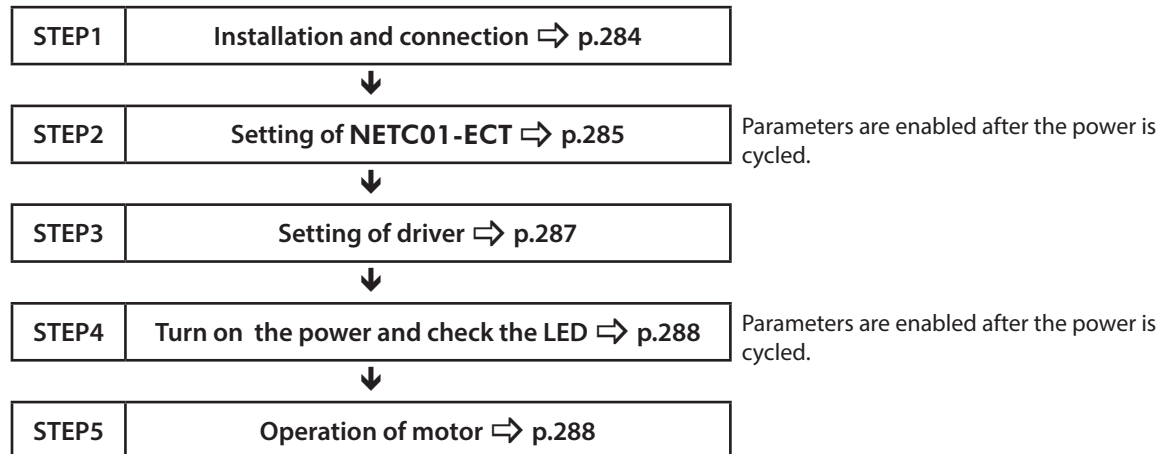 STEP1 Installation and connection ⇨ p.284
STEP2 Setting of NETC01-ECT ⇨ p.285
Parameters are enabled after the power is
cycled.
STEP3 Setting of driver ⇨ p.287
STEP4 Turn on the power and check the LED ⇨ p.288
Parameters are enabled after the power is
cycled.
STEP5 Operation of motor ⇨ p.288